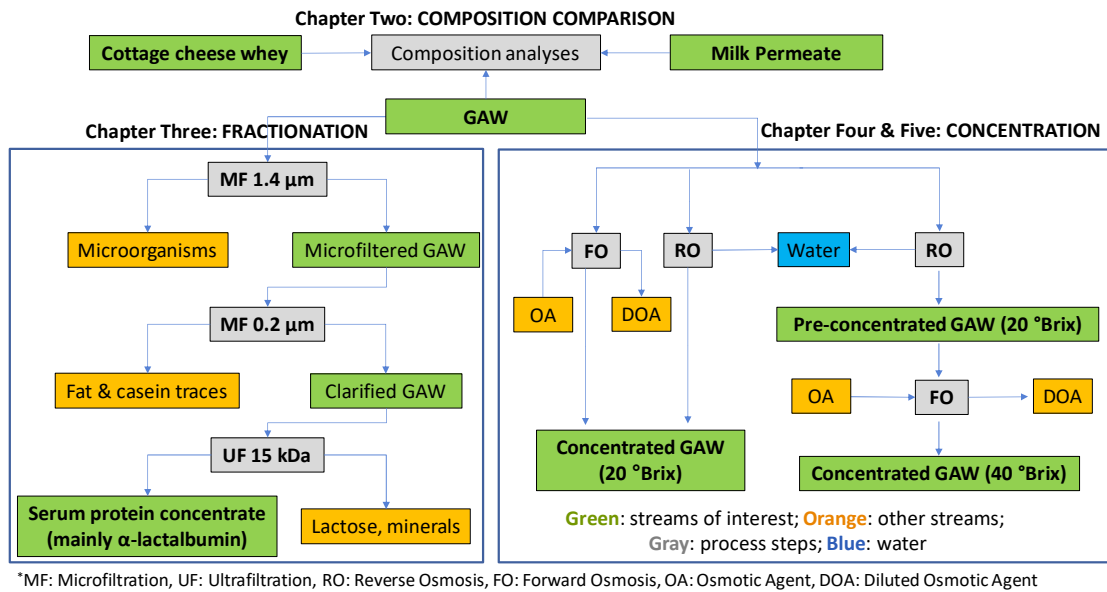 Chapter Two: COMPOSITION COMPARISON
Cottage cheese whey
Composition analyses
Milk Permeate
GAW
Chapter Three: FRACTIONATION
MF 1.4 µm
Microorganisms
Microfiltered GAW
MF 0.2 µm
Fat & casein traces
Clarified GAW
UF 15 kDa
Serum protein concentrate
(mainly α-lactalbumin)
Lactose, minerals
Chapter Four & Five: CONCENTRATION
FO
RO
Water
RO
OA
DOA
Pre-concentrated GAW (20 °Brix)
OA
FO
DOA
Concentrated GAW
(20 °Brix)
Concentrated GAW (40 °Brix)
Green: streams of interest; Orange: other streams;
Gray: process steps; Blue: water
*MF: Microfiltration, UF: Ultrafiltration, RO: Reverse Osmosis, FO: Forward Osmosis, OA: Osmotic Agent, DOA: Diluted Osmotic Agent